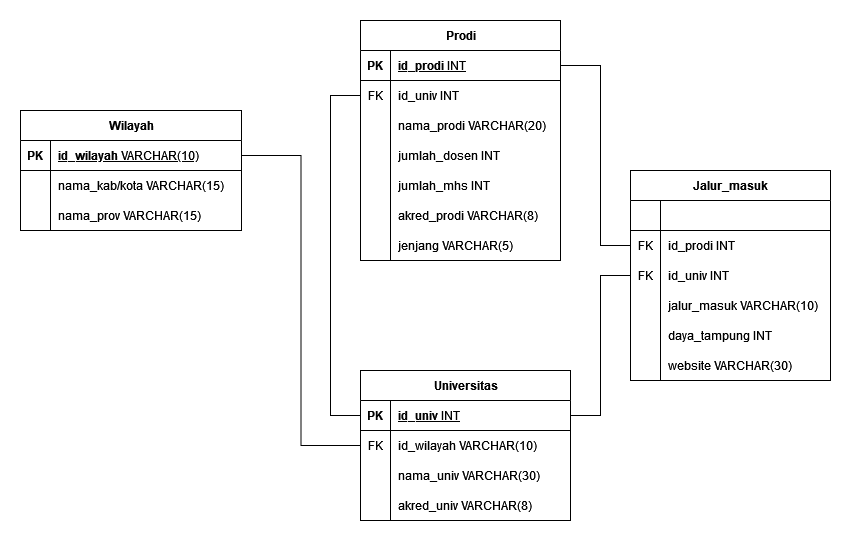 Prodi
PK id_prodi INT
FK id_univ INT
nama_prodi VARCHAR(20)
jumlah_dosen INT
jumlah_mhs INT
akred_prodi VARCHAR(8)
jenjang VARCHAR(5)
Wilayah
PK id_wilayah VARCHAR(10)
nama_kab/kota VARCHAR(15)
nama_prov VARCHAR(15)
Jalur_masuk
FK id_prodi INT
FK id_univ INT
jalur_masuk VARCHAR(10)
daya_tampung INT
website VARCHAR(30)
Universitas
PK id_univ INT
FK id_wilayah VARCHAR(10)
nama_univ VARCHAR(30)
akred_univ VARCHAR(8)